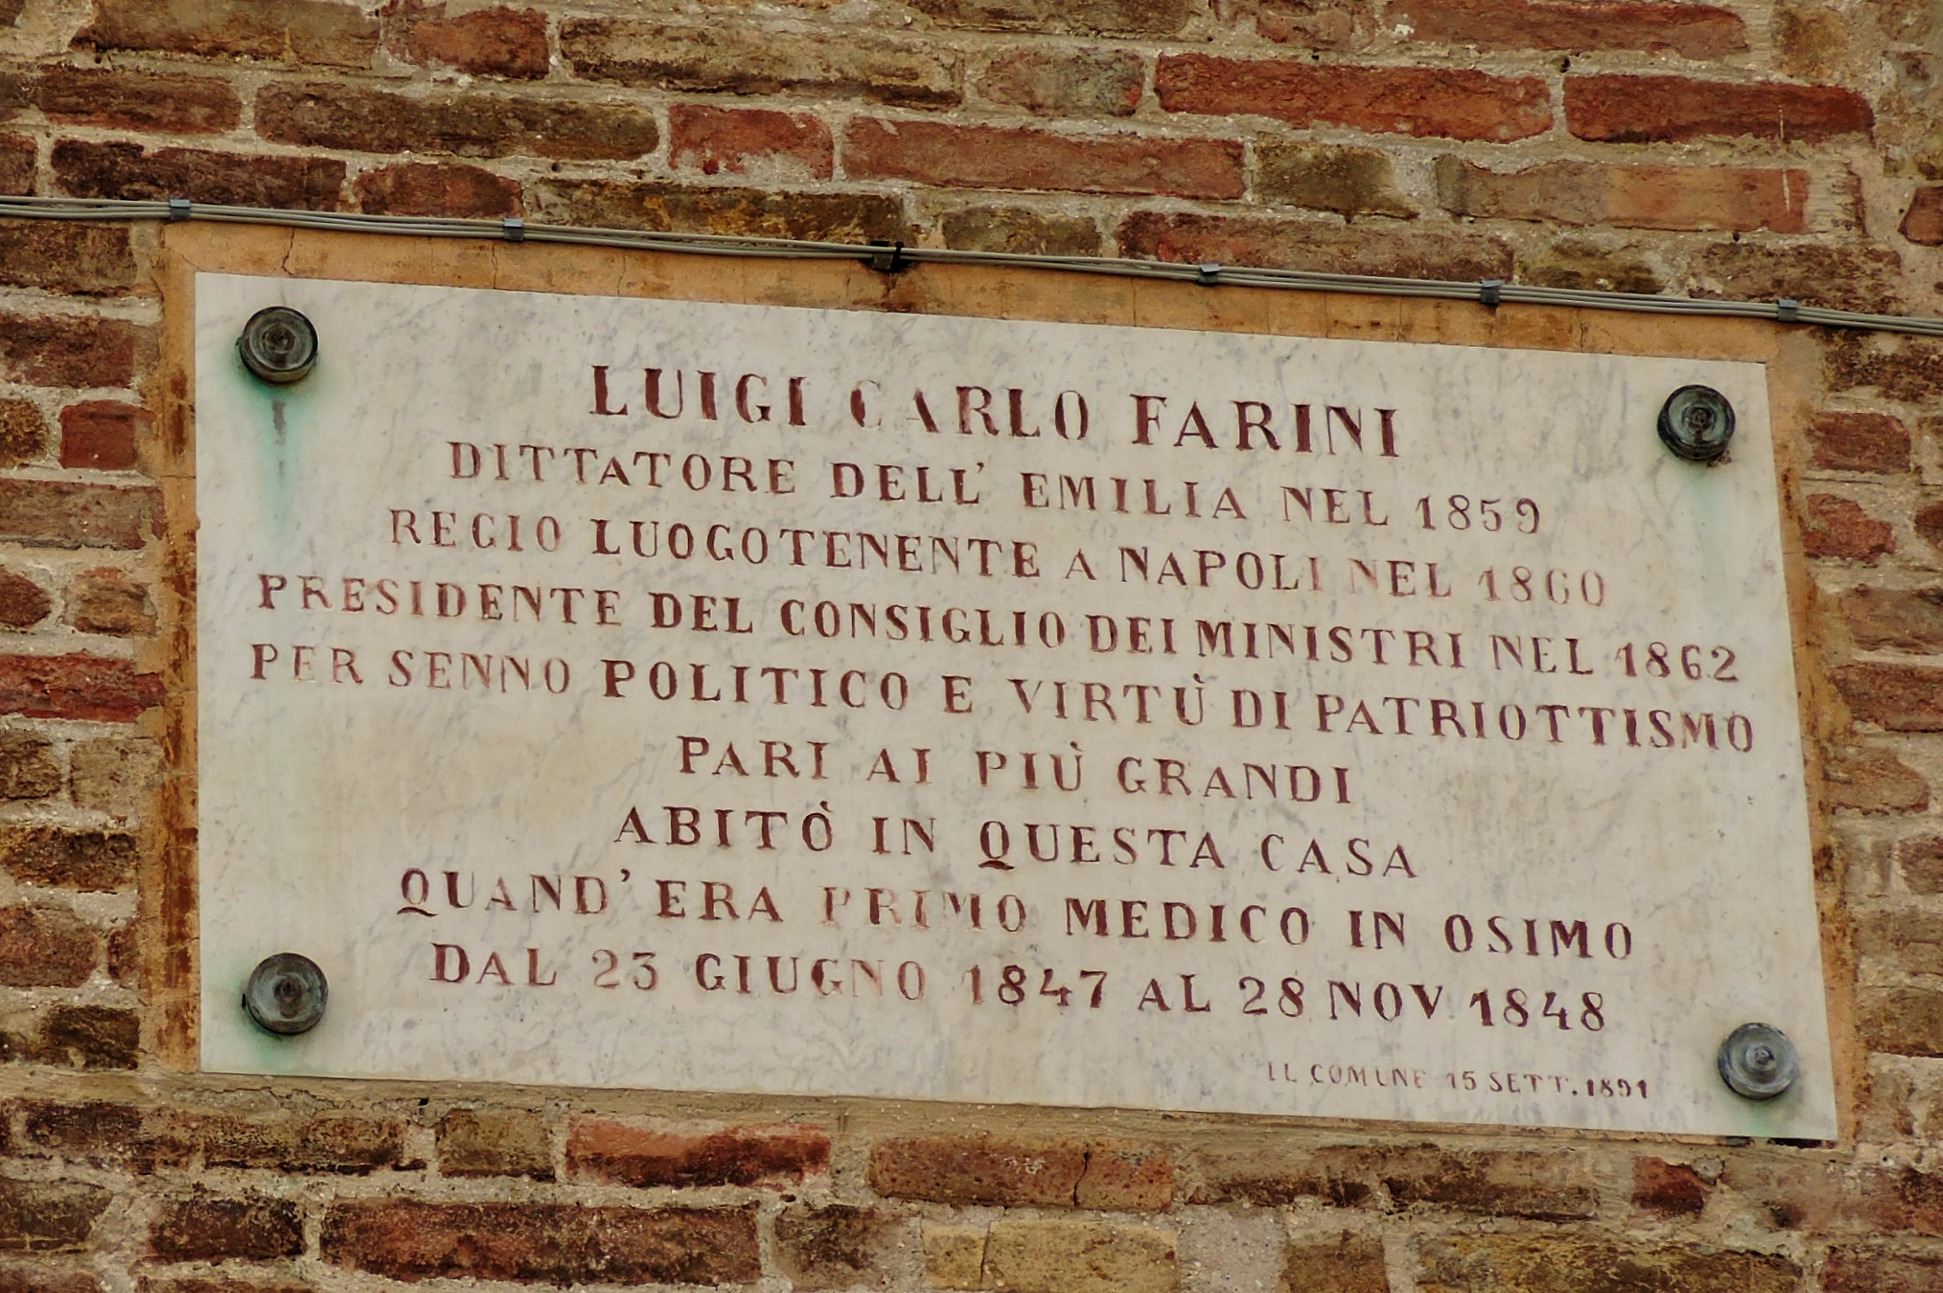 LUIGI CARLO FARINI
DITTATORE DELL' EMILIA NEL 1859
REGIO LUOGOTENENTE A NAPOLI NEL 1860
PRESIDENTE DEL CONSIGLIO DEI MINISTRI NEL 1862
PER SENNO POLITICO E VIRTÙ DI PATRIOTTISMO
PARI AI PIÙ GRANDI
ABITÒ IN QUESTA CASA
QUAND' ERA PRIMO MEDICO IN OSIMO
DAL 23 GIUGNO 1847 AL 28 NOV 1848
IL COMUNE 15 SETT. 1891